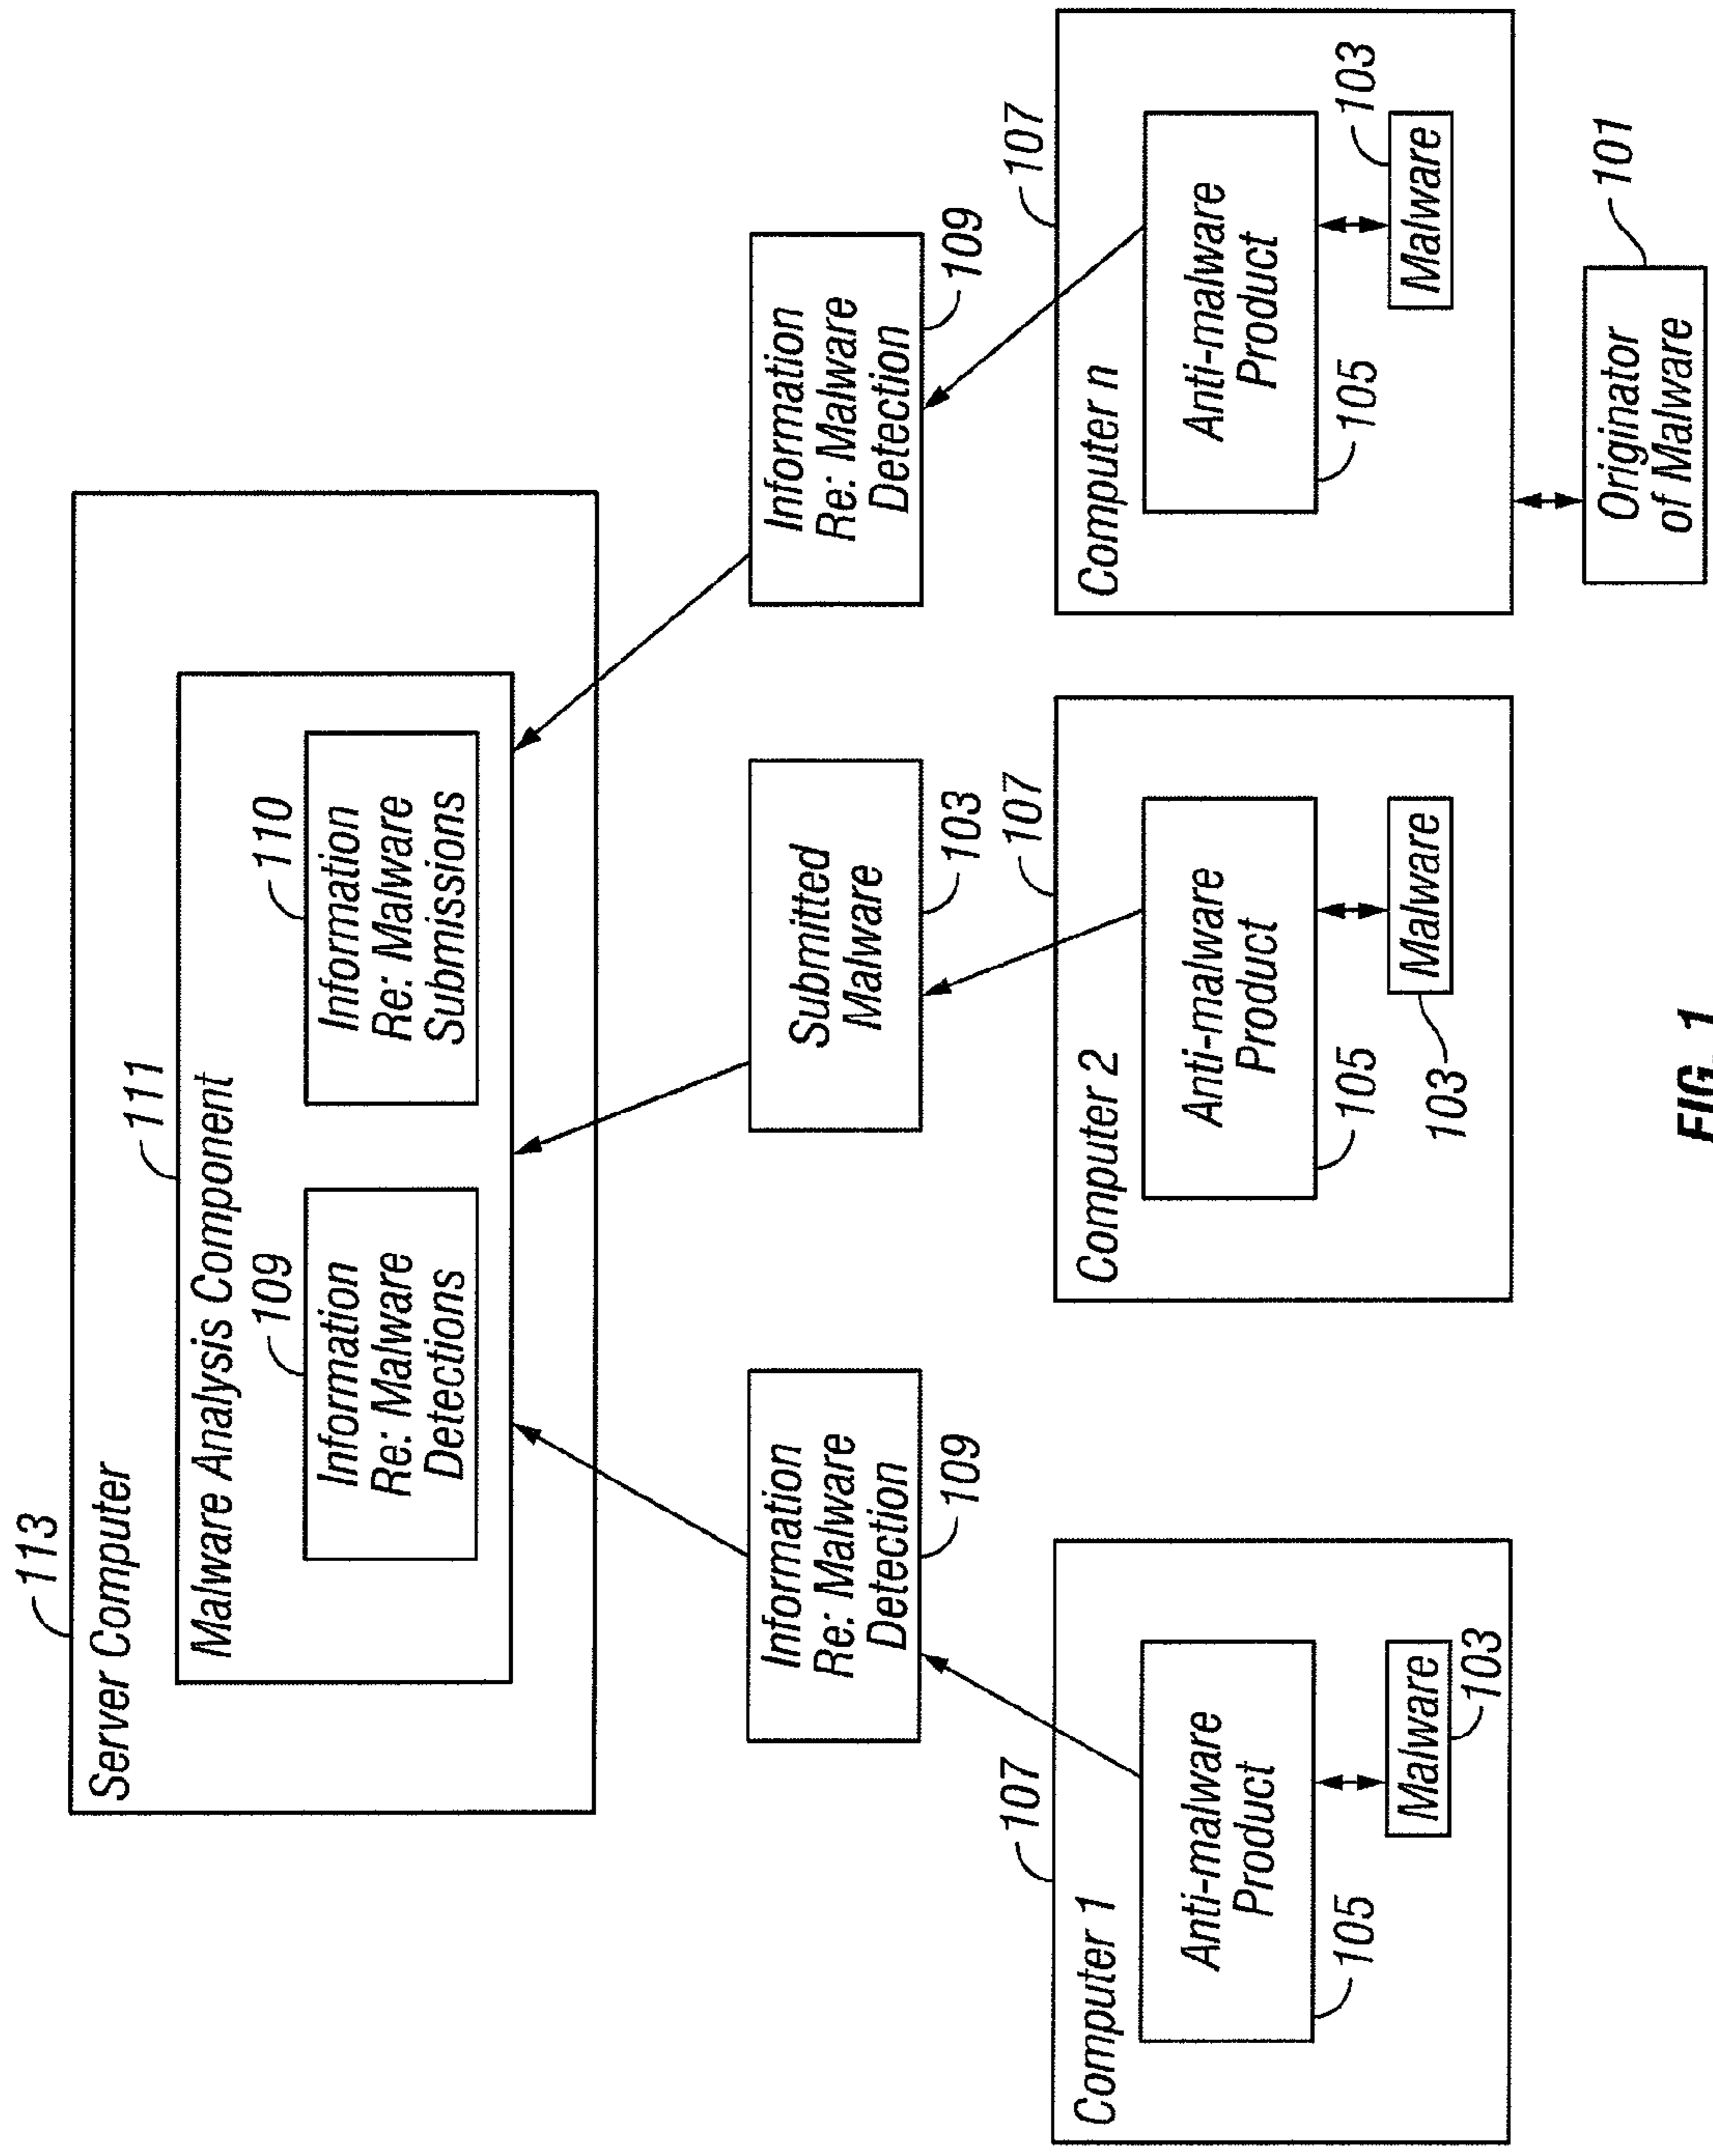 113
Server Computer
111
Malware Analysis Component
109
Information
Re: Malware
Detections
110
Information
Re: Malware
Submissions
Information
Re: Malware
Detection
109
Submitted
Malware
103
Information
Re: Malware
Detection
109
107
Computer 1
Anti-malware
Product
105
Malware
103
107
Computer 2
Anti-malware
Product
105
Malware
103
107
Computer n
Anti-malware
Product
105
Malware
103
Originator
of Malware
101
FIG. 1